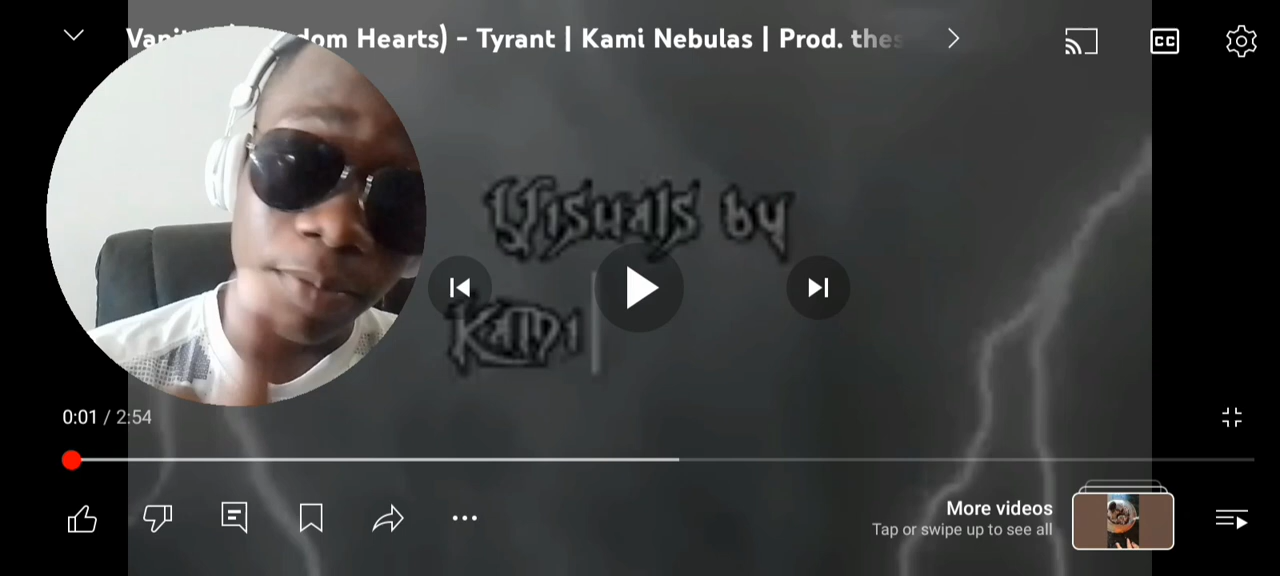 dom Hearts) - Tyrant | Kami Nebulas | Prod.
CC
Visuals by
Kami
0:01 / 2:54
More videos
Tap or swipe up to see all